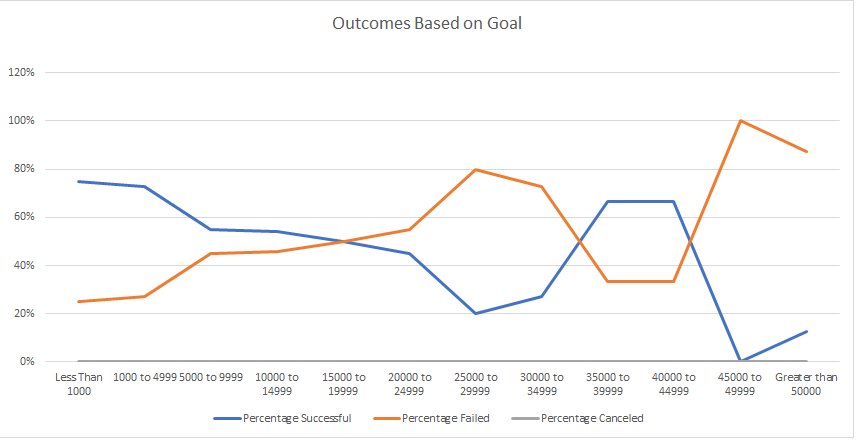 Outcomes Based on Goal
120%
100%
80%
60%
40%
20%
0%
Less Than
1000
1000 to 4999
5000 to 9999
10000 to
14999
15000 to
19999
20000 to
24999
25000 to
29999
30000 to
34999
35000 to
39999
40000 to
44999
45000 to
49999
Greater than
50000
Percentage Successful
Percentage Failed
Percentage Canceled